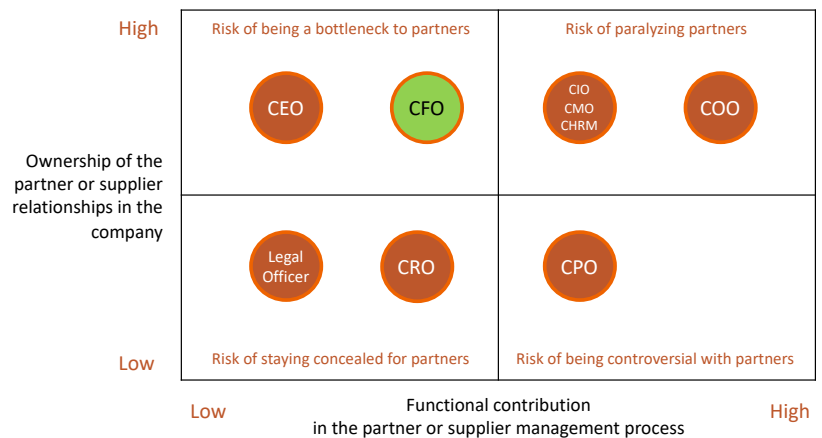 High
Risk of being a bottleneck to partners
Risk of paralyzing partners
CEO
CFO
CIO
CMO
CHRM
COO
Ownership of the
partner or supplier
relationships in the
company
Legal
Officer
CRO
CPO
Low
Risk of staying concealed for partners
Risk of being controversial with partners
Low
Functional contribution
in the partner or supplier management process
High